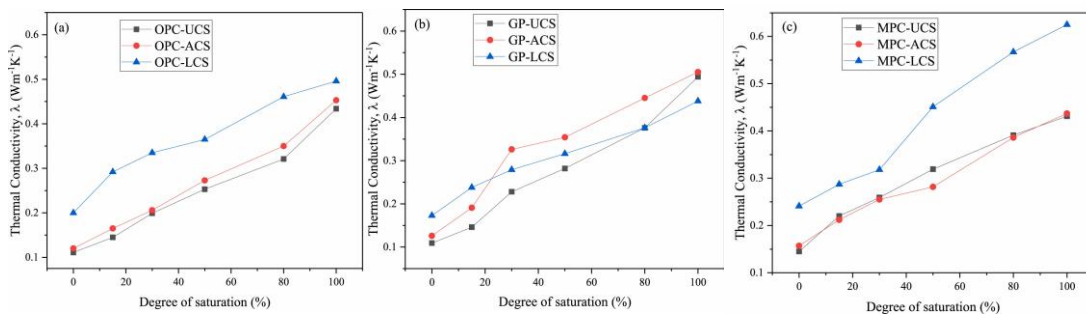 (a)
OPC-UCS
OPC-ACS
OPC-LCS
Thermal Conductivity, λ (Wm⁻¹K⁻¹)
0.6
0.5
0.4
0.3
0.2
0.1
0 20 40 60 80 100
Degree of saturation (%)
(b)
GP-UCS
GP-ACS
GP-LCS
Thermal Conductivity, λ (Wm⁻¹K⁻¹)
0.6
0.5
0.4
0.3
0.2
0.1
0 20 40 60 80 100
Degree of saturation (%)
(c)
MPC-UCS
MPC-ACS
MPC-LCS
Thermal Conductivity, λ (Wm⁻¹K⁻¹)
0.6
0.5
0.4
0.3
0.2
0.1
0 20 40 60 80 100
Degree of saturation (%)